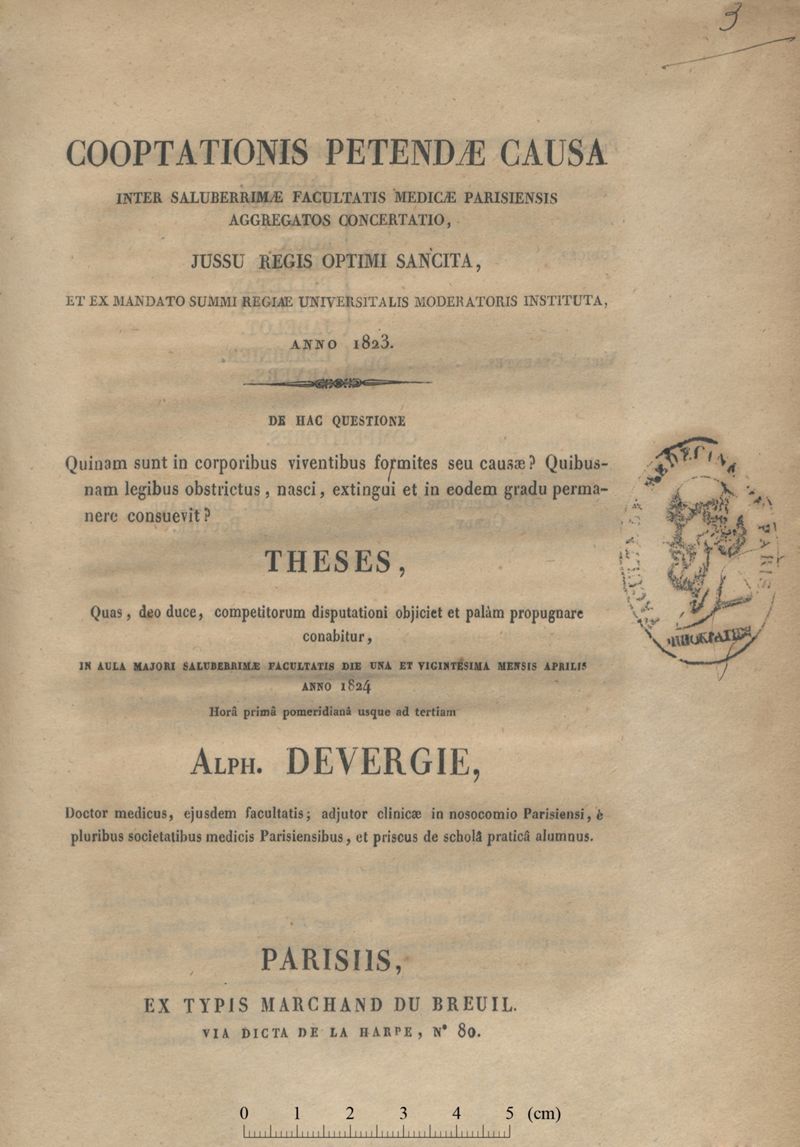 3
COOPTATIONIS PETENDÆ CAUSA
INTER SALUBERRIMÆ FACULTATIS MEDICÆ PARISIENSIS
AGGREGATOS CONCERTATIO,
JUSSU REGIS OPTIMI SANCITA,
ET EX MANDATO SUMMI REGIAE UNIVERSITALIS MODERATORIS INSTITUTA,
ANNO 1823.
DE HAC QUESTIONE
Quinam sunt in corporibus viventibus formites seu causæ? Quibus-
nam legibus obstrictus, nasci, extingui et in eodem gradu perma-
nere consuevit?
THESES,
Quas, deo duce, competitorum disputationi objiciet et palàm propugnare
conabitur,
IN AULA MAJORI SALUBERRIMÆ FACULTATIS DIE UNA ET VIGINTESIMA MENSIS APRILIS
ANNO 1824
Horâ primâ pomeridianâ usque ad tertiam
ALPH. DEVERGIE,
Doctor medicus, ejusdem facultatis; adjutor clinicæ in nosocomio Parisiensi, è
pluribus societatibus medicis Parisiensibus, et priscus de scholâ praticâ alumnus.
PARISIIS,
EX TYPIS MARCHAND DU BREUIL.
VIA DICTA DE LA HARPE, N° 80.
0 1 2 3 4 5 (cm)